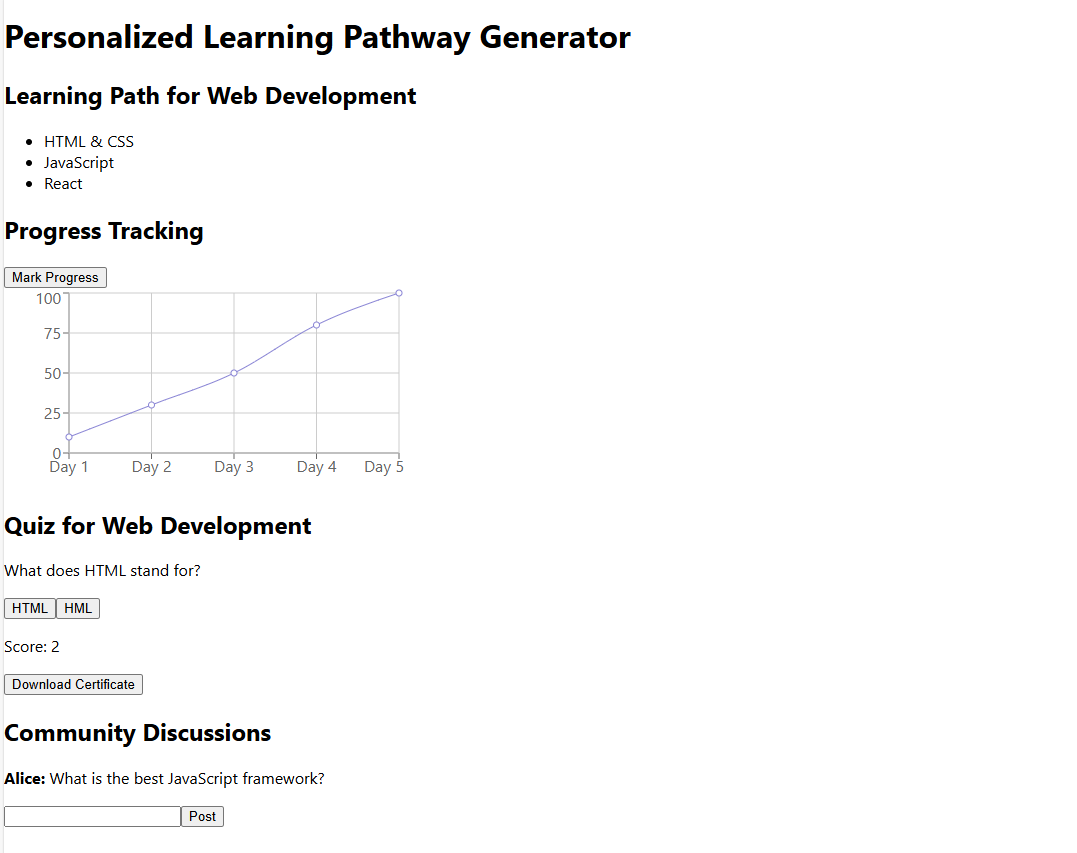 Personalized Learning Pathway Generator
Learning Path for Web Development
HTML & CSS
JavaScript
React
Progress Tracking
Mark Progress
100
75
50
25
0
Day 1 Day 2 Day 3 Day 4 Day 5
Quiz for Web Development
What does HTML stand for?
HTML HML
Score: 2
Download Certificate
Community Discussions
Alice: What is the best JavaScript framework?
Post